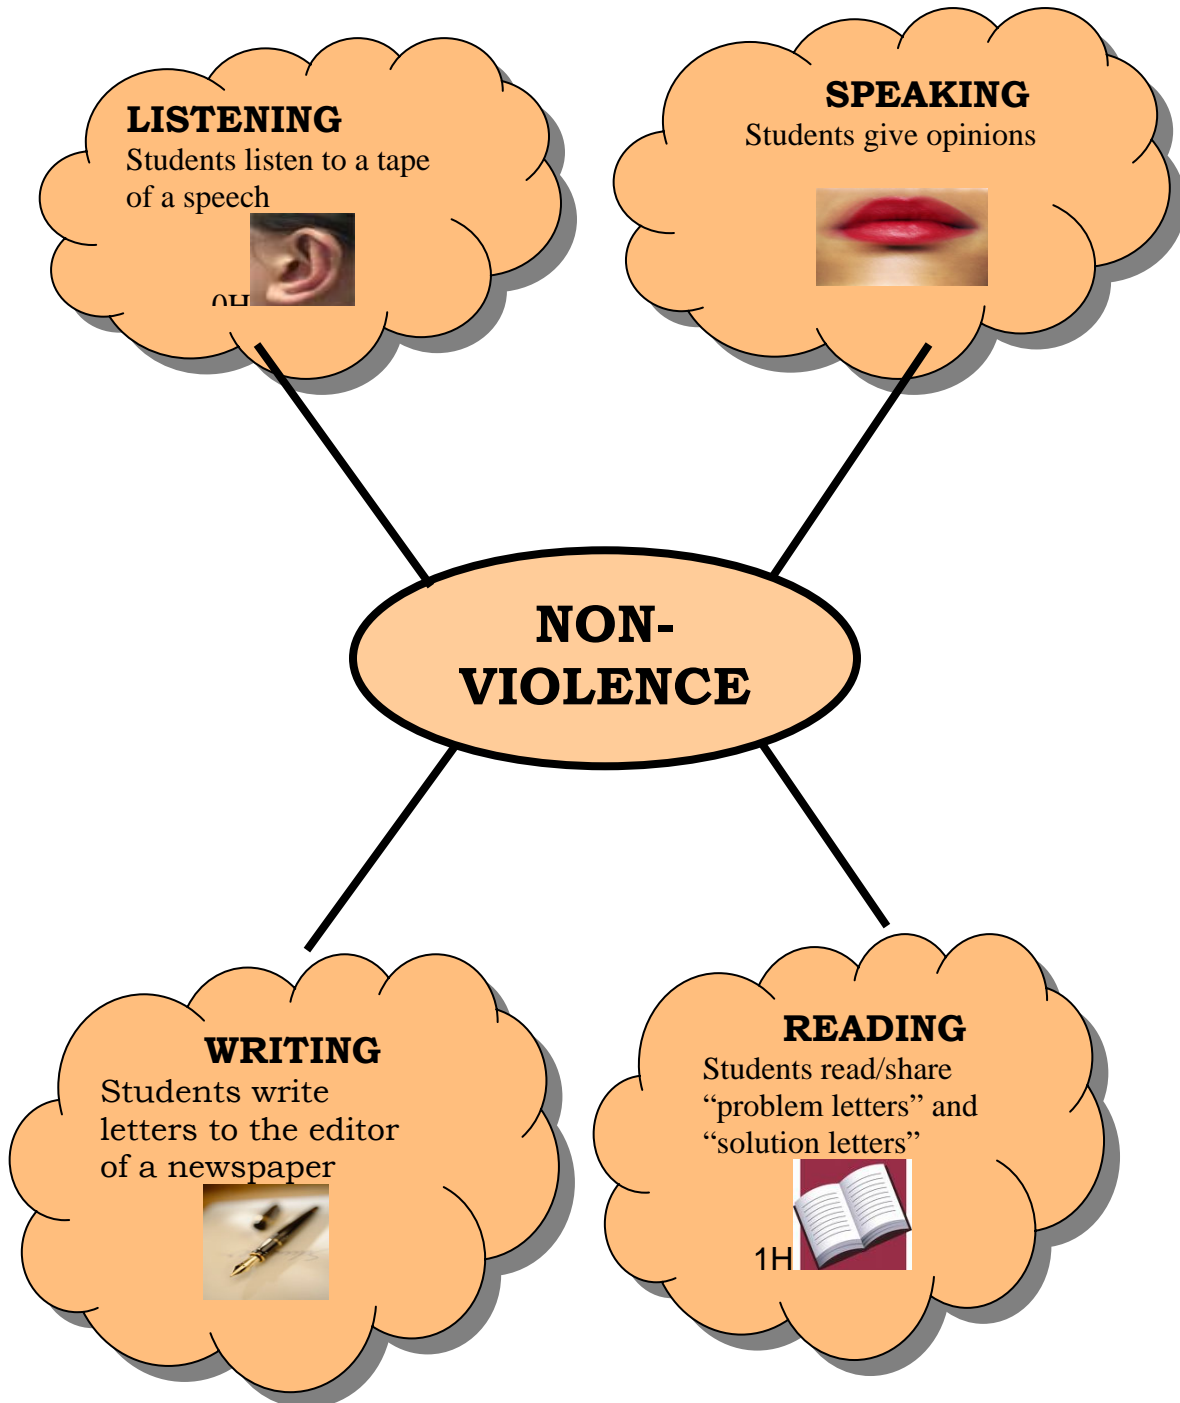 LISTENING
Students listen to a tape
of a speech
0H
SPEAKING
Students give opinions
NON-
VIOLENCE
WRITING
Students write
letters to the editor
of a newspaper
READING
Students read/share
“problem letters” and
“solution letters”
1H